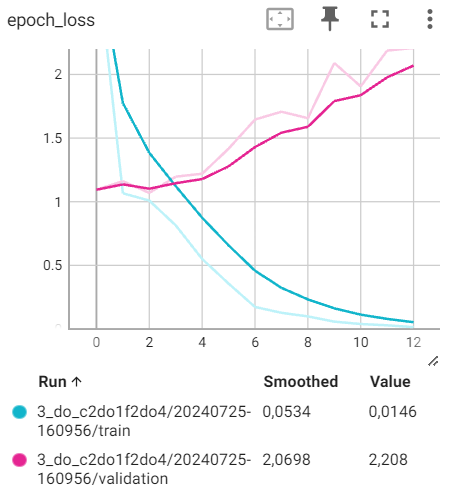 epoch_loss
2
1.5
1
0.5
0
0 2 4 6 8 10 12
Run ↑ Smoothed Value
3_do_c2do1f2do4/20240725-
160956/train 0,0534 0,0146
3_do_c2do1f2do4/20240725-
160956/validation 2,0698 2,208